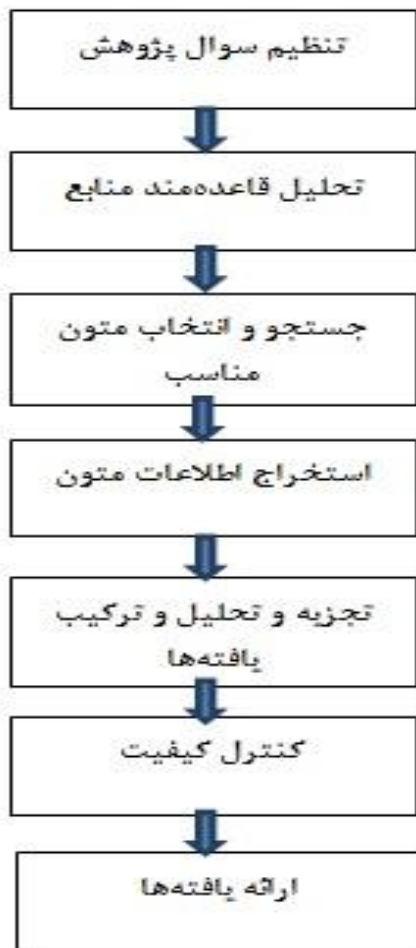 تنظیم سوال پژوهش
تحلیل قاعده‌مند منابع
جستجو و انتخاب متون
مناسب
استخراج اطلاعات متون
تجزیه و تحلیل و ترکیب
یافته‌ها
کنترل کیفیت
ارائه یافته‌ها